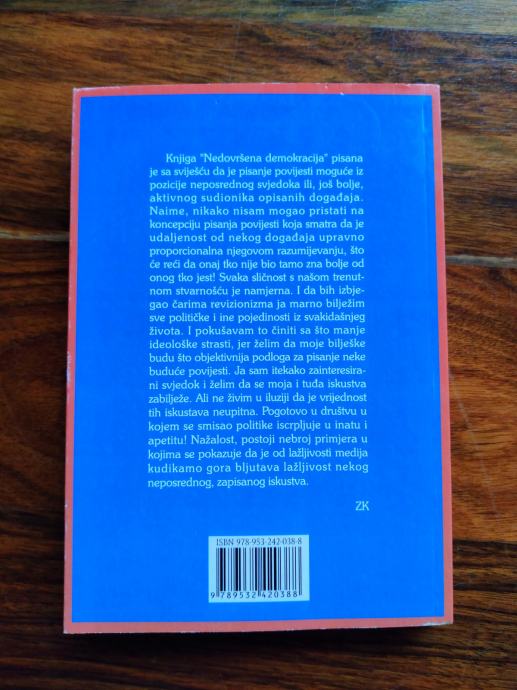 Knjiga "Nedovršena demokracija" pisana
je sa sviješću da je pisanje povijesti moguće iz
pozicije neposrednog svjedoka ili, još bolje,
aktivnog sudionika opisanih događaja.
Naime, nikako nisam mogao pristati na
koncepciju pisanja povijesti koja smatra da je
udaljenost od nekog događaja upravno
proporcionalna njegovom razumijevanju, što
će reći da onaj tko nije bio tamo zna bolje od
onog tko jest! Svaka sličnost s našom trenut-
nom stvarnošću je namjerna. I da bih izbje-
gao čarima revizionizma ja marno bilježim
sve političke i ine pojedinosti iz svakidašnjeg
života. I pokušavam to činiti sa što manje
ideološke strasti, jer želim da moje bilješke
budu što objektivnija podloga za pisanje neke
buduće povijesti. Ja sam itekako zainteresira-
ni svjedok i želim da se moja i tuđa iskustva
zabilježe. Ali ne živim u iluziji da je vrijednost
tih iskustava neupitna. Pogotovo u društvu u
kojem se smisao politike iscrpljuje u inatu i
apetitu! Nažalost, postoji nebroj primjera u
kojima se pokazuje da je od lažljivosti medija
kudikamo gora bljutava lažljivost nekog
neposrednog, zapisanog iskustva.
ZK
ISBN 978-953-242-038-8
9 789532 420388